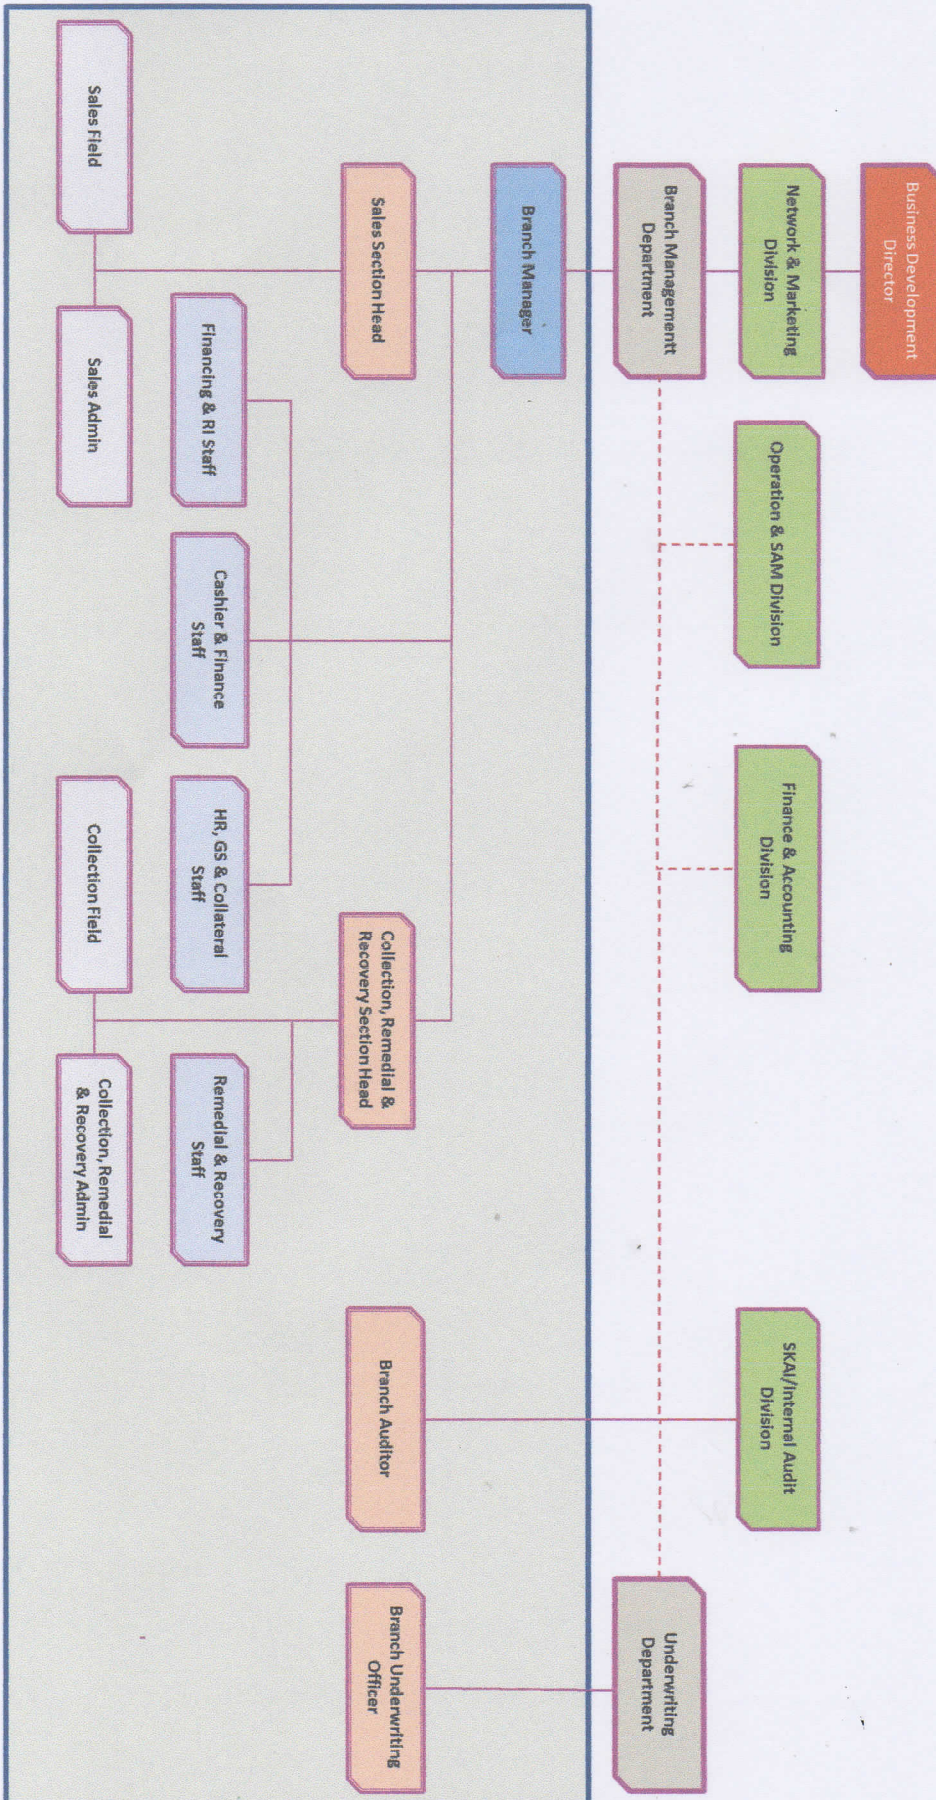 Business Development
Director
Network & Marketing
Division
Operation & SAM Division
Finance & Accounting
Division
SKAI/Internal Audit
Division
Branch Managementt
Department
Underwriting
Department
Branch Manager
Sales Section Head
Collection, Remedial &
Recovery Section Head
Branch Auditor
Branch Underwriting
Officer
Financing & RI Staff
Cashier & Finance
Staff
HR, GS & Collateral
Staff
Remedial & Recovery
Staff
Sales Field
Sales Admin
Collection Field
Collection, Remedial
& Recovery Admin